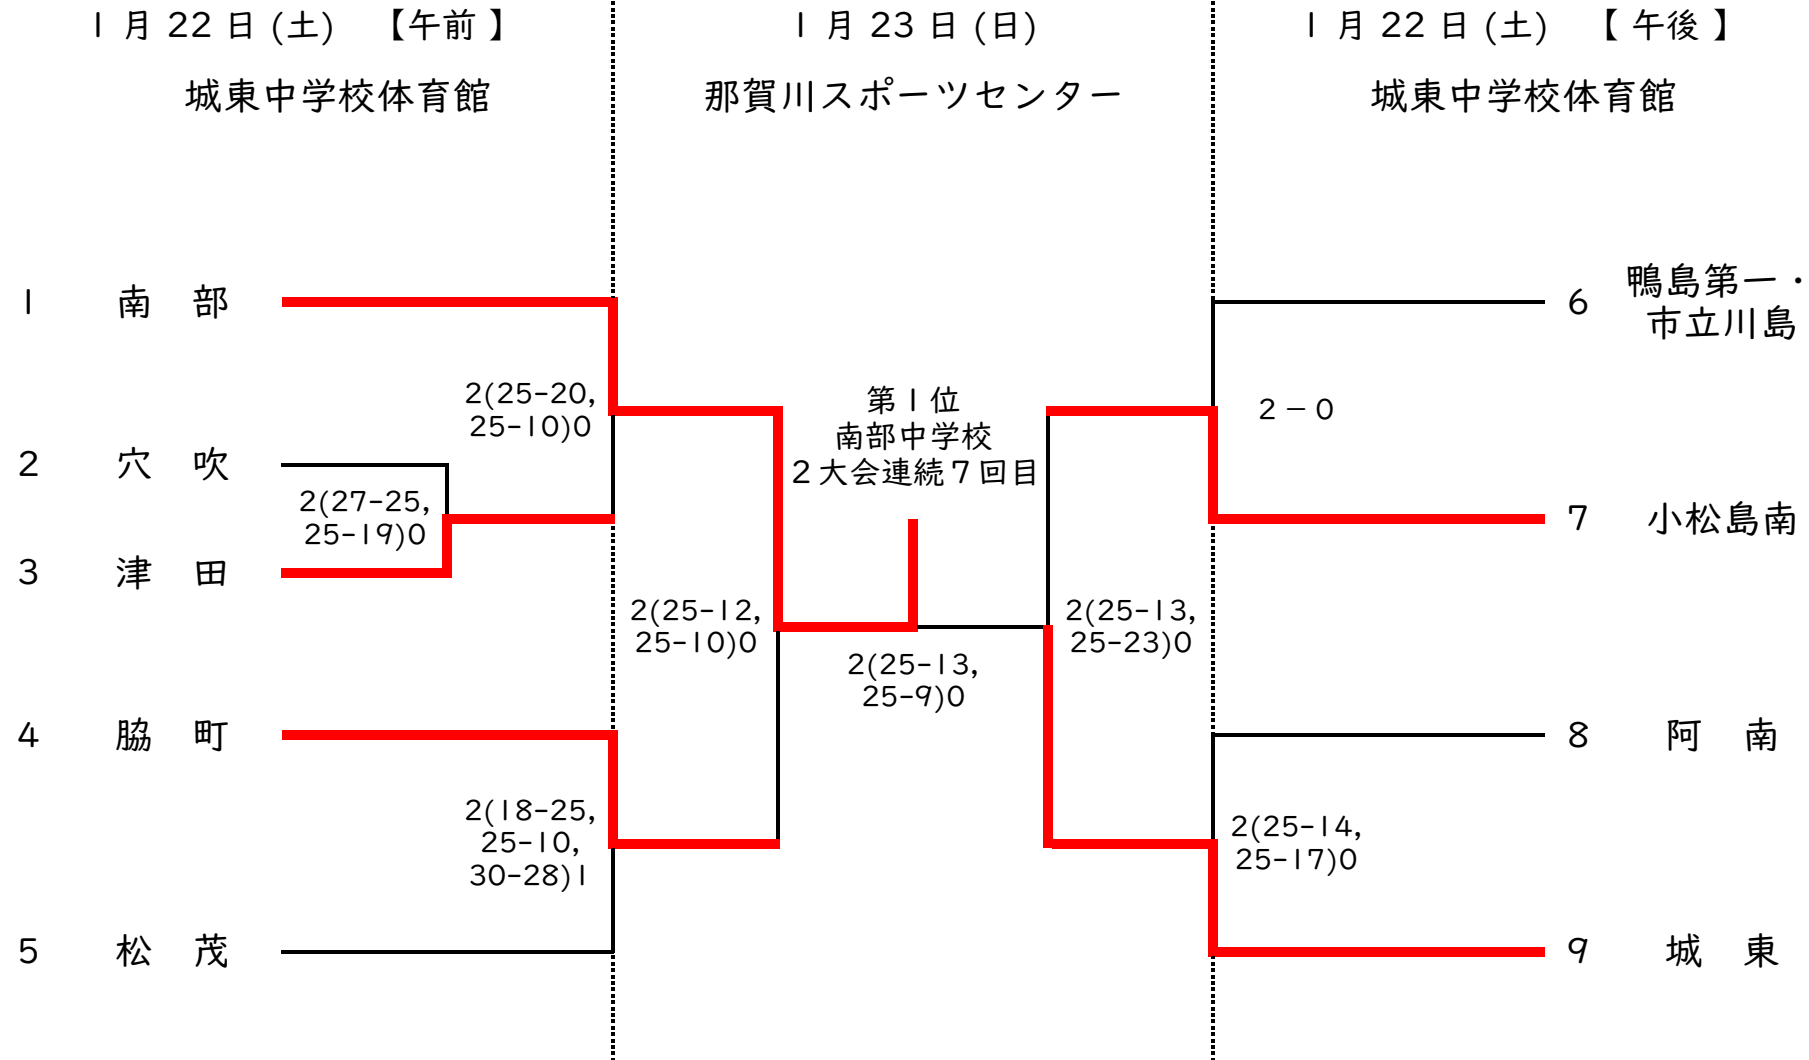 1月22日(土)　【午前】
城東中学校体育館
1月23日(日)
那賀川スポーツセンター
1月22日(土)　【午後】
城東中学校体育館
1　南　部
2　穴　吹
3　津　田
4　脇　町
5　松　茂
2(25-20,
25-10)0
2(27-25,
25-19)0
2(18-25,
25-10,
30-28)1
2(25-12,
25-10)0
第1位
南部中学校
2大会連続7回目
2(25-13,
25-9)0
2(25-13,
25-23)0
2－0
2(25-14,
25-17)0
6　鴨島第一・
市立川島
7　小松島南
8　阿　南
9　城　東